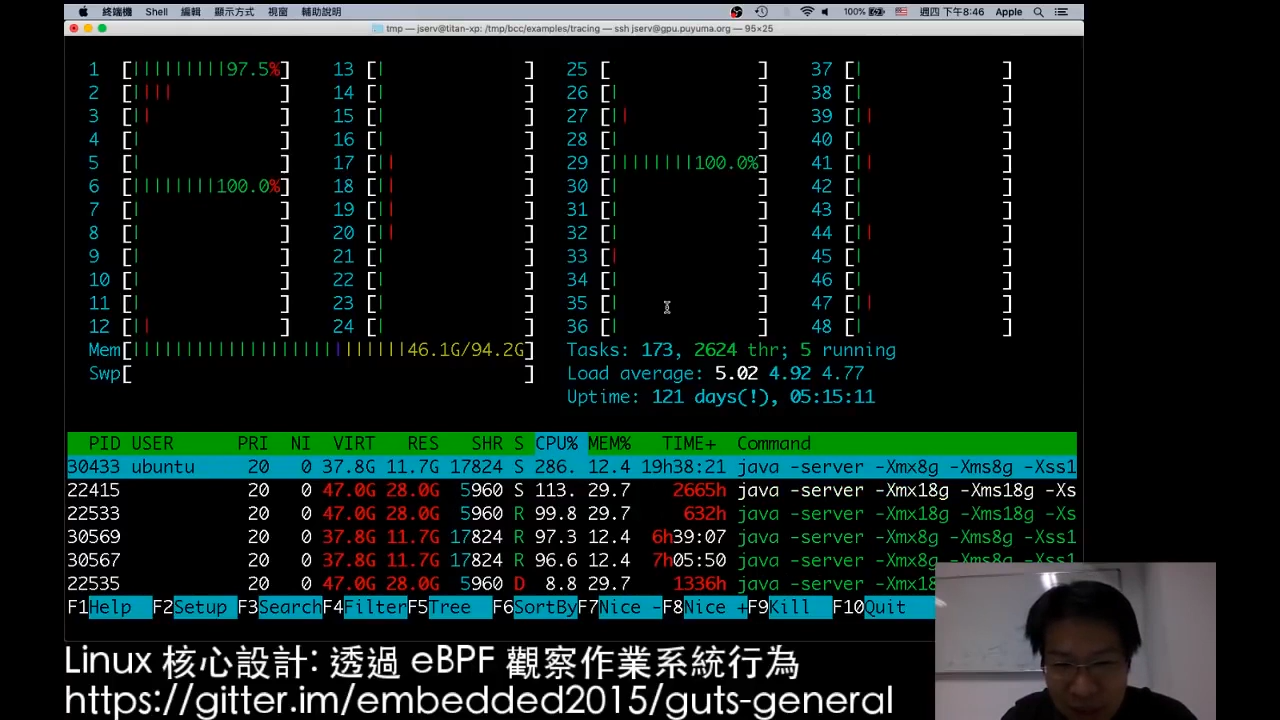 終端機 Shell 編輯 顯示方式 視窗 輔助說明 100% 週四 下午8:46 Apple
tmp — jserv@titan-xp: /tmp/bcc/examples/tracing — ssh jserv@gpu.puyuma.org — 95×25
1 [97.5%] 13 [ ] 25 [ ] 37 [ ]
2 [ ] 14 [ ] 26 [ ] 38 [ ]
3 [ ] 15 [ ] 27 [ ] 39 [ ]
4 [ ] 16 [ ] 28 [ ] 40 [ ]
5 [ ] 17 [ ] 29 [100.0%] 41 [ ]
6 [100.0%] 18 [ ] 30 [ ] 42 [ ]
7 [ ] 19 [ ] 31 [ ] 43 [ ]
8 [ ] 20 [ ] 32 [ ] 44 [ ]
9 [ ] 21 [ ] 33 [ ] 45 [ ]
10 [ ] 22 [ ] 34 [ ] 46 [ ]
11 [ ] 23 [ ] 35 [ ] 47 [ ]
12 [ ] 24 [ ] 36 [ ] 48 [ ]
Mem[46.1G/94.2G] Tasks: 173, 2624 thr; 5 running
Swp[ ] Load average: 5.02 4.92 4.77
Uptime: 121 days(!), 05:15:11
PID USER PRI NI VIRT RES SHR S CPU% MEM% TIME+ Command
30433 ubuntu 20 0 37.8G 11.7G 17824 S 286. 12.4 19h38:21 java -server -Xmx8g -Xms8g -Xss1
22415 20 0 47.0G 28.0G 5960 S 113. 29.7 2665h java -server -Xmx18g -Xms18g -Xs
22533 20 0 47.0G 28.0G 5960 R 99.8 29.7 632h java -server -Xmx18g -Xms18g -Xs
30569 20 0 37.8G 11.7G 17824 R 97.3 12.4 6h39:07 java -server -Xmx8g -Xms8g -Xss1
30567 20 0 37.8G 11.7G 17824 R 96.6 12.4 7h05:50 java -server -Xmx8g -Xms8g -Xss1
22535 20 0 47.0G 28.0G 5960 D 8.8 29.7 1336h java -server -Xmx18
F1Help F2Setup F3SearchF4FilterF5Tree F6SortByF7Nice -F8Nice +F9Kill F10Quit
Linux 核心設計: 透過 eBPF 觀察作業系統行為
https://gitter.im/embedded2015/guts-general